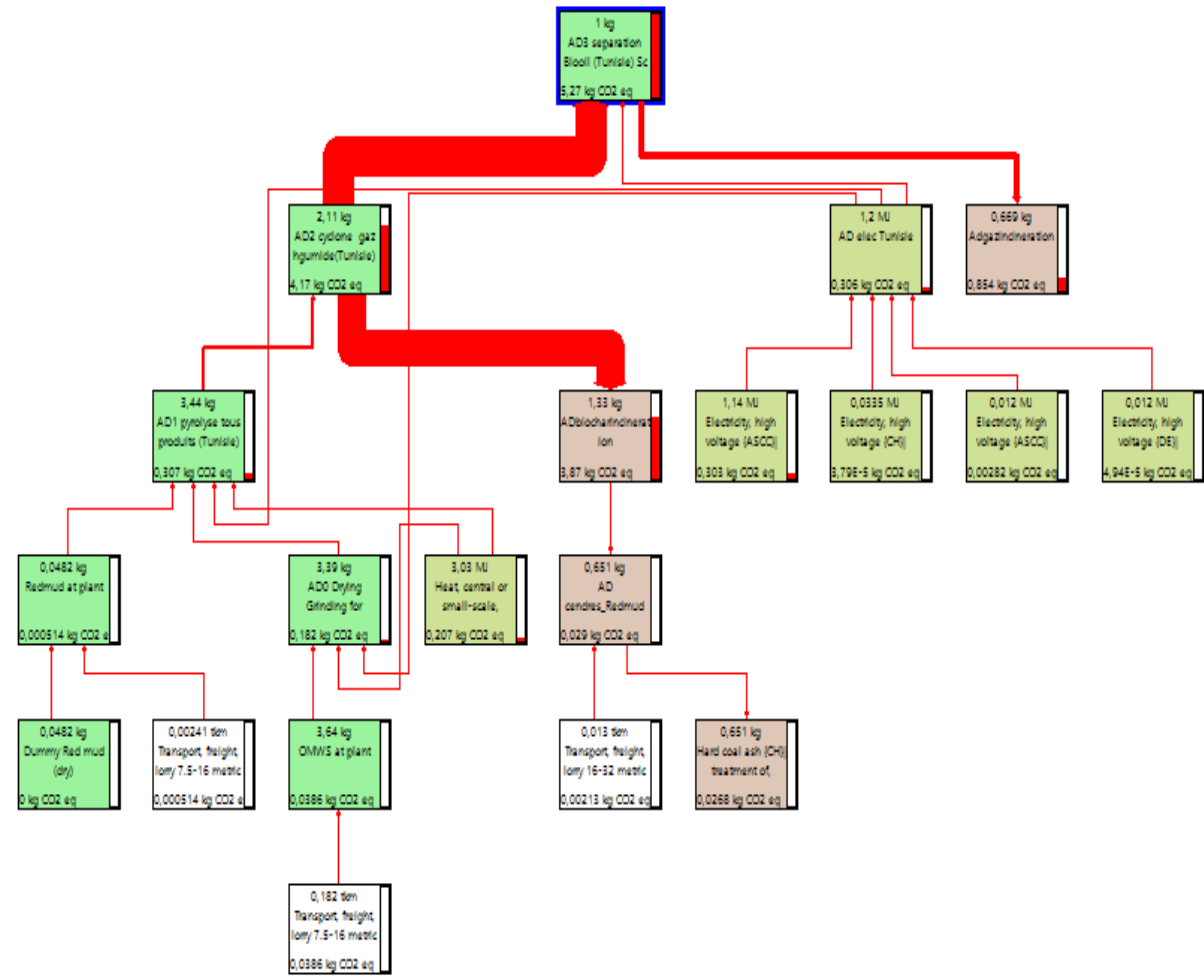 1 kg
AD3 separation
Biooil (Tunisie) Sc
5,27 kg CO2 eq
2,11 kg
AD2 cyclone gaz
hgumide(Tunisie)
4,17 kg CO2 eq
1,2 MJ
AD elec Tunisie
0,306 kg CO2 eq
0,669 kg
Adgazincineration
0,854 kg CO2 eq
3,44 kg
AD1 pyrolyse tous
produits (Tunisie)
0,307 kg CO2 eq
1,33 kg
ADbiocharincinerat
ion
3,87 kg CO2 eq
1,14 MJ
Electricity, high
voltage {ASCC}|
0,303 kg CO2 eq
0,0335 MJ
Electricity, high
voltage {CH}|
3,79E-5 kg CO2 eq
0,012 MJ
Electricity, high
voltage {ASCC}|
0,00282 kg CO2 eq
0,012 MJ
Electricity, high
voltage {DE}|
4,94E-5 kg CO2 eq
0,0482 kg
Redmud at plant
0,000514 kg CO2 e
3,39 kg
AD0 Drying
Grinding for
0,182 kg CO2 eq
3,03 MJ
Heat, central or
small-scale,
0,207 kg CO2 eq
0,651 kg
AD
cendres_Redmud
0,029 kg CO2 eq
0,0482 kg
Dummy Red mud
(dry)
0 kg CO2 eq
0,00241 tkm
Transport, freight,
lorry 7.5-16 metric
0,000514 kg CO2 e
3,64 kg
OMWS at plant
0,0386 kg CO2 eq
0,013 tkm
Transport, freight,
lorry 16-32 metric
0,00213 kg CO2 eq
0,651 kg
Hard coal ash {CH}|
treatment of,
0,0268 kg CO2 eq
0,182 tkm
Transport, freight,
lorry 7.5-16 metric
0,0386 kg CO2 eq